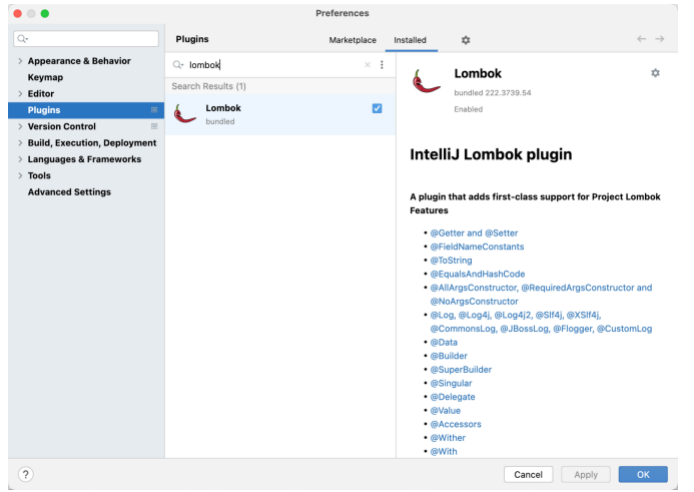 Preferences
Appearance & Behavior
Keymap
Editor
Plugins
Version Control
Build, Execution, Deployment
Languages & Frameworks
Tools
Advanced Settings
Plugins
Marketplace
Installed
lombok
Search Results (1)
Lombok
bundled
Lombok
bundled 222.3739.54
Enabled
IntelliJ Lombok plugin
A plugin that adds first-class support for Project Lombok
Features
• @Getter and @Setter
• @FieldNameConstants
• @ToString
• @EqualsAndHashCode
• @AllArgsConstructor, @RequiredArgsConstructor and
@NoArgsConstructor
• @Log, @Log4j, @Log4j2, @Slf4j, @XSlf4j,
@CommonsLog, @JBossLog, @Flogger, @CustomLog
• @Data
• @Builder
• @SuperBuilder
• @Singular
• @Delegate
• @Value
• @Accessors
• @Wither
• @With
?
Cancel
Apply
OK